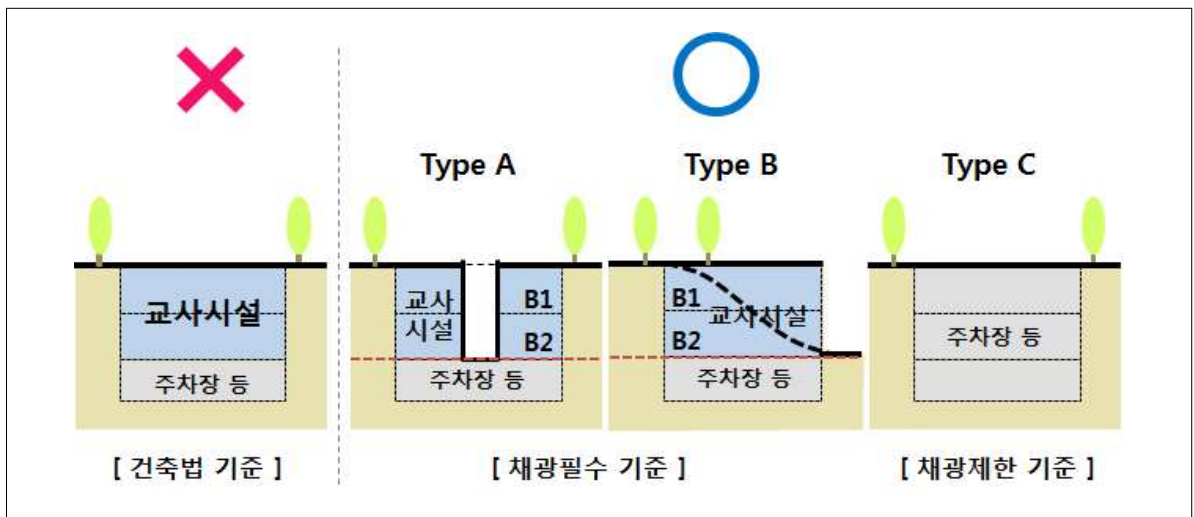 Type A
Type B
Type C
교사시설
주차장 등
교사
시설
B1
B2
주차장 등
B1
교사시설
B2
주차장 등
주차장 등
[ 건축법 기준 ]
[ 채광필수 기준 ]
[ 채광제한 기준 ]